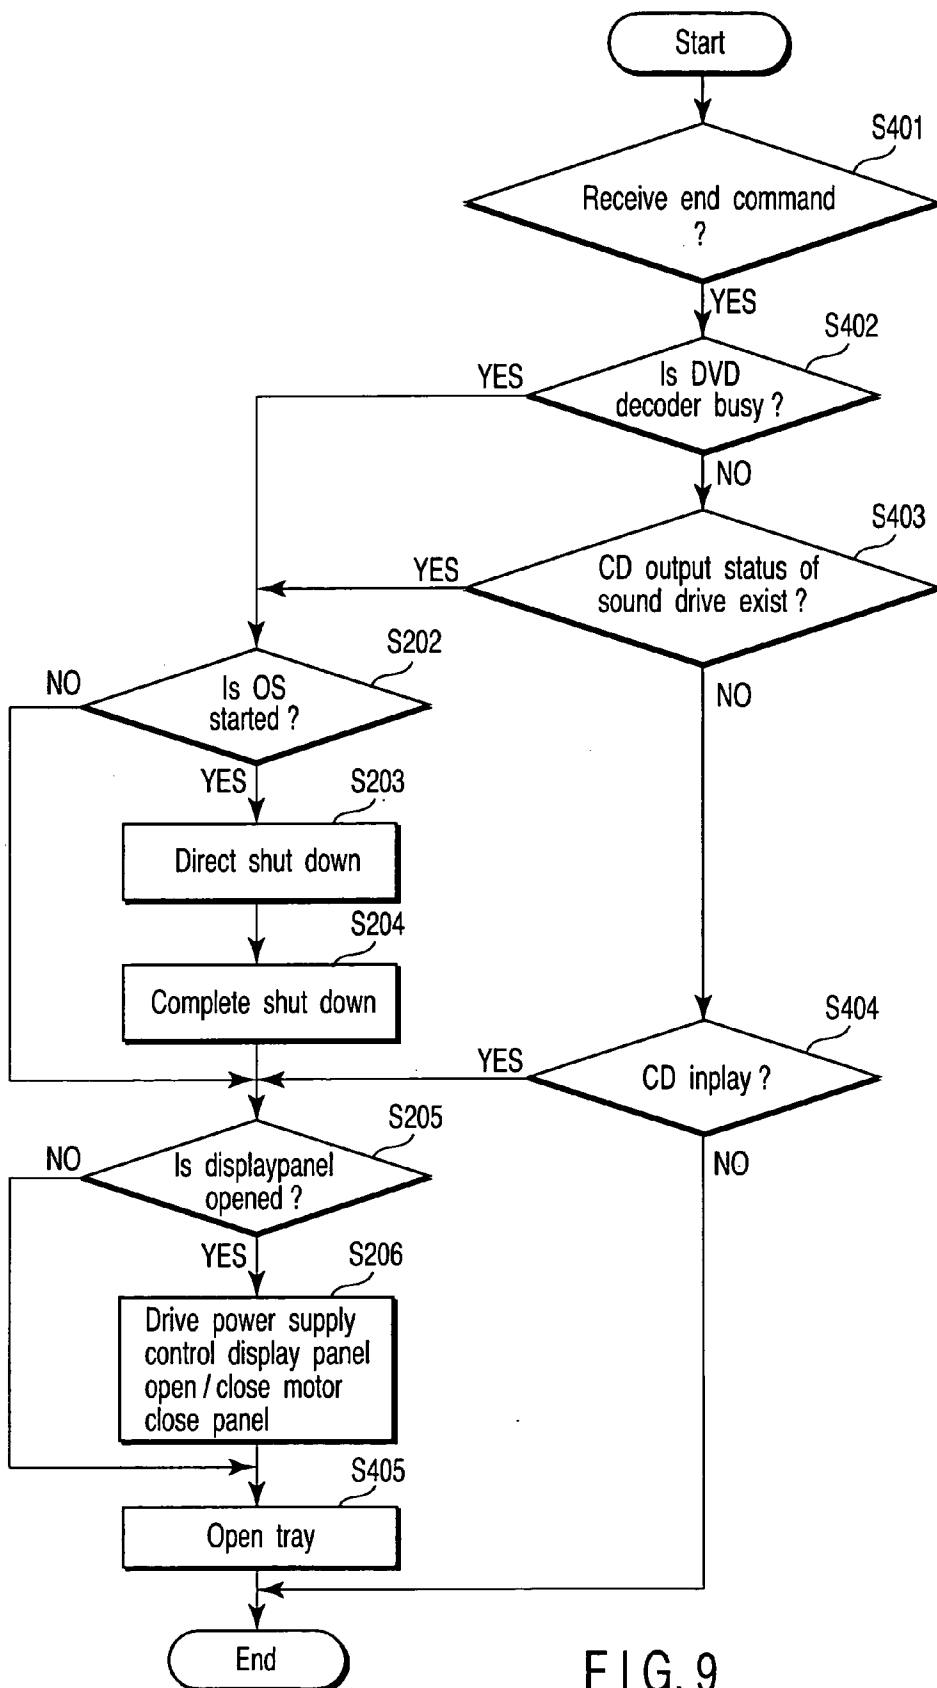 Start
S401
Receive end command
?
YES
S402
Is DVD
decoder busy ?
YES
NO
S403
CD output status of
sound drive exist ?
YES
NO
S202
Is OS
started ?
NO
YES
S203
Direct shut down
S204
Complete shut down
S404
CD inplay ?
YES
NO
S205
Is displaypanel
opened ?
NO
YES
S206
Drive power supply
control display panel
open / close motor
close panel
S405
Open tray
End
FIG. 9